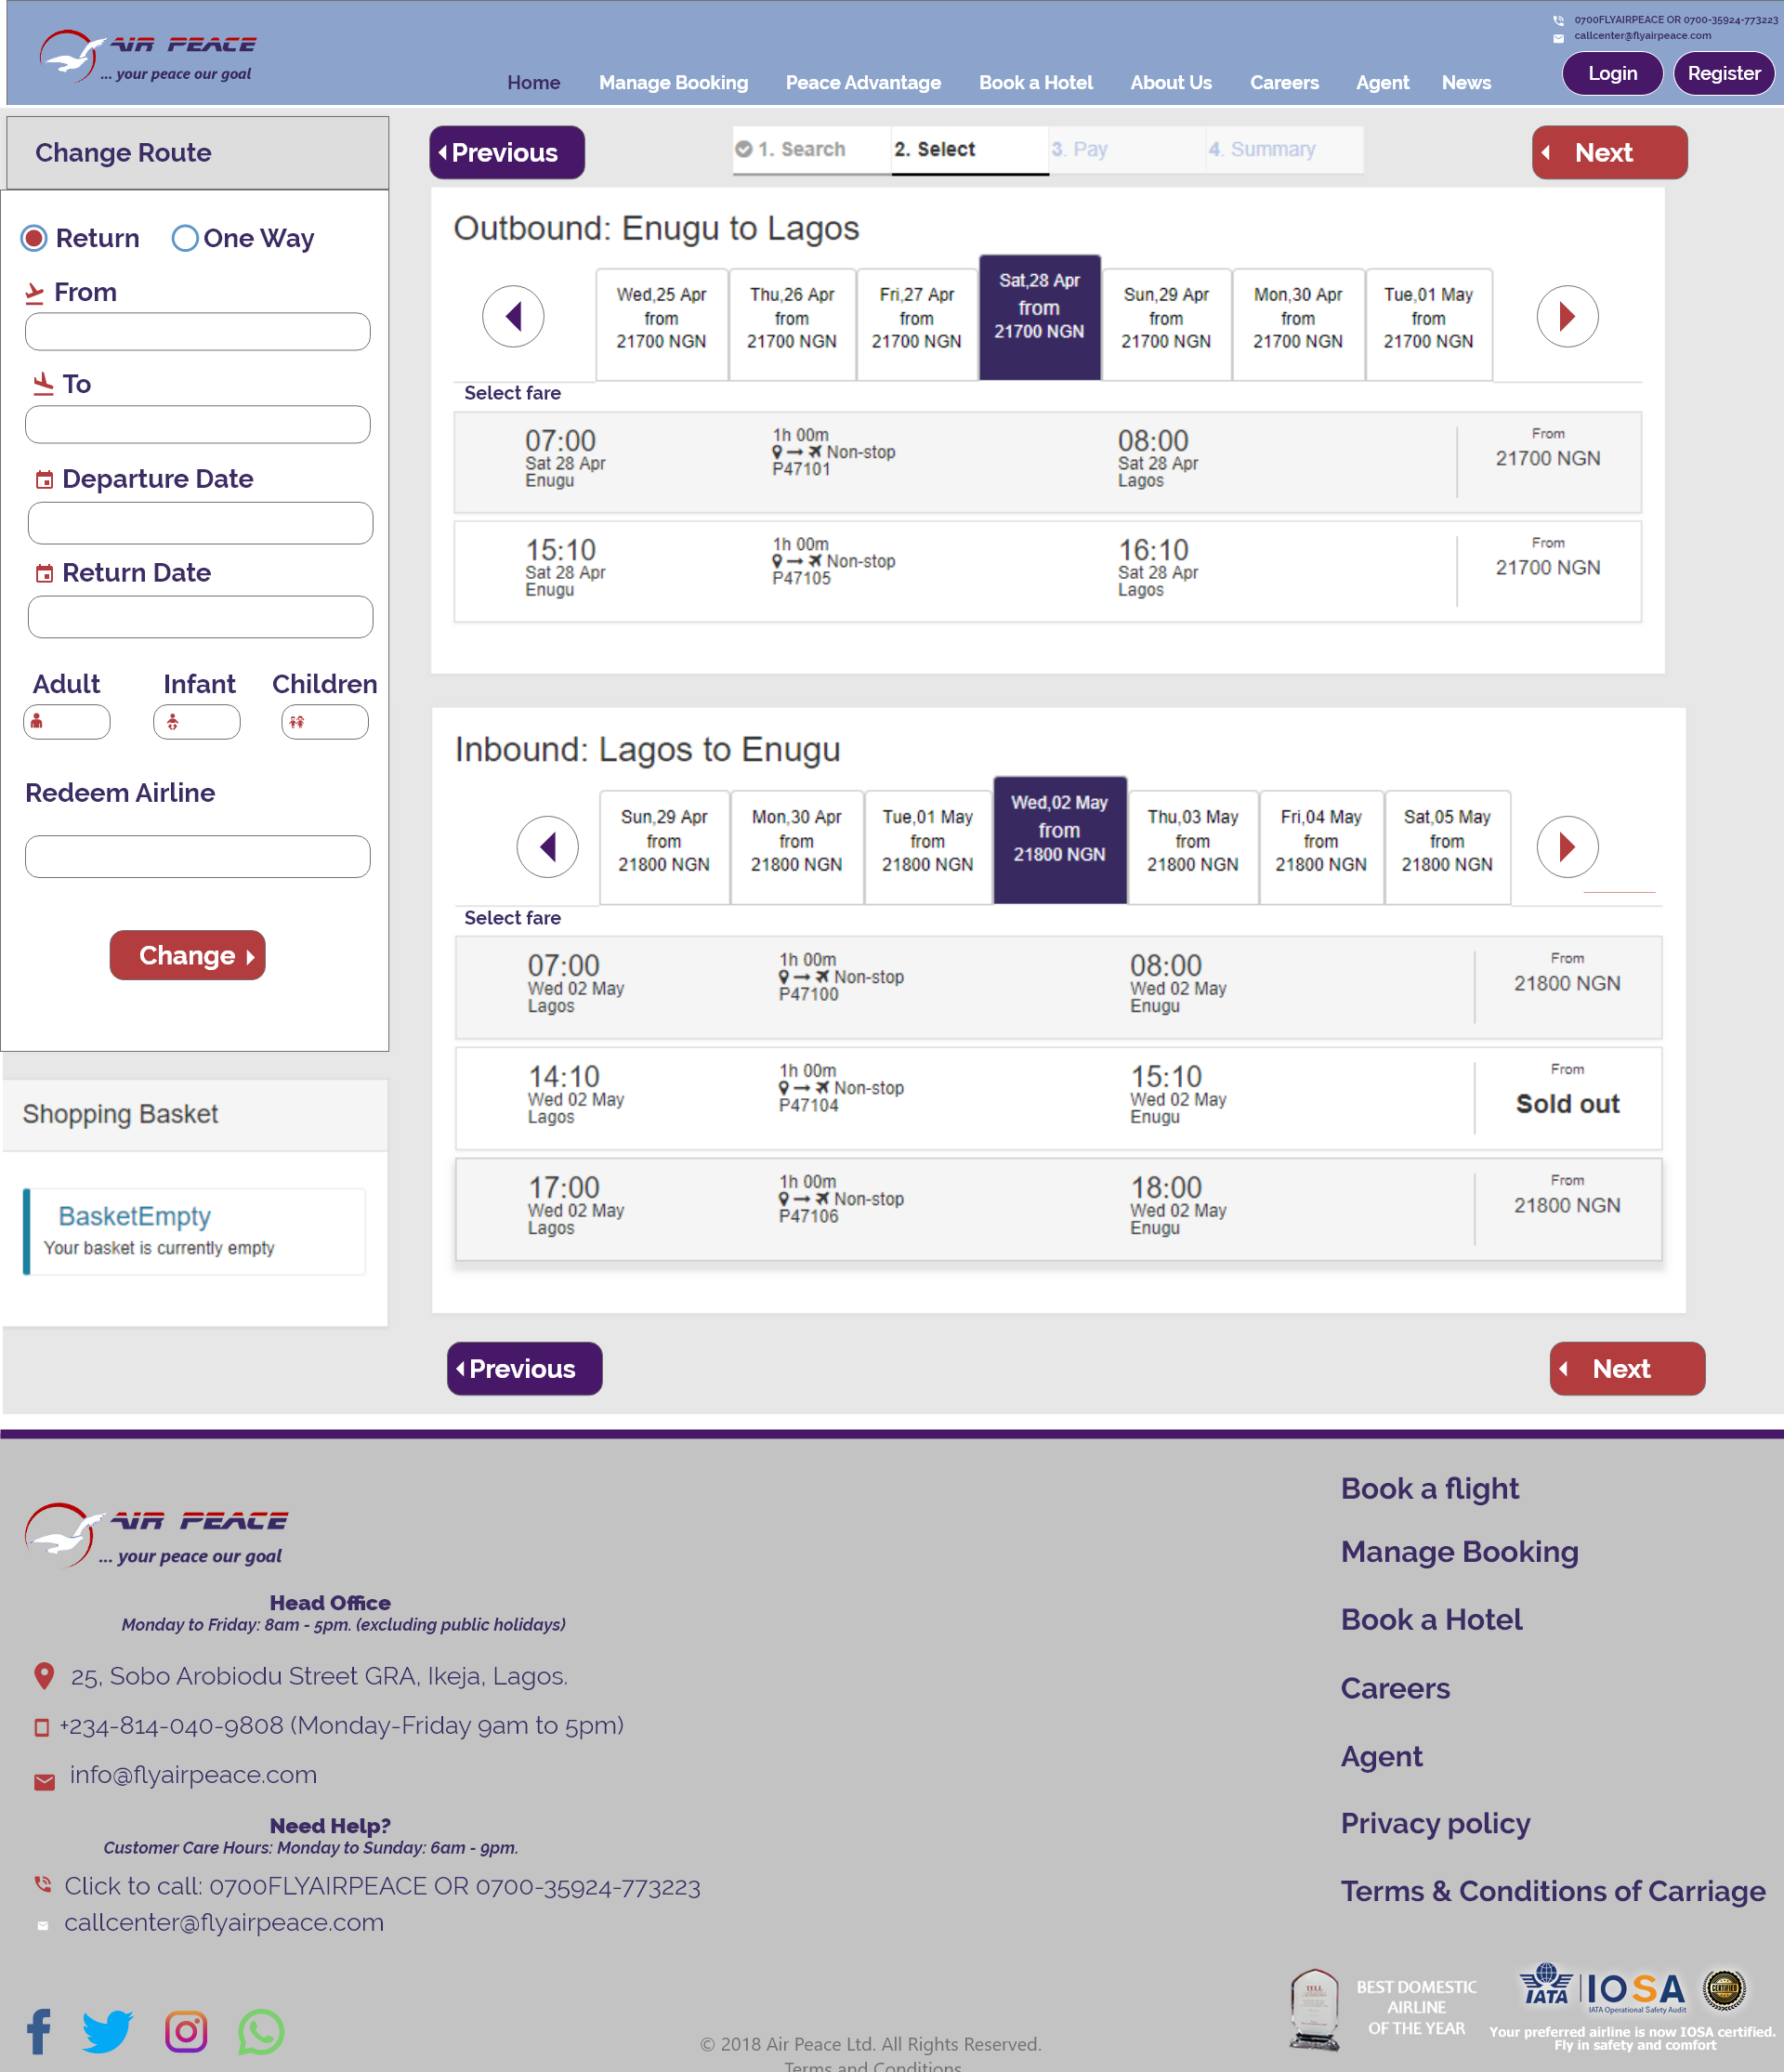 AIR PEACE
... your peace our goal
0700FLYAIRPEACE OR 0700-35924-773223
callcenter@flyairpeace.com
Home Manage Booking Peace Advantage Book a Hotel About Us Careers Agent News
Login Register
Change Route
Return One Way
From
To
Departure Date
Return Date
Adult Infant Children
Redeem Airline
Change
Shopping Basket
BasketEmpty
Your basket is currently empty
Previous
1. Search 2. Select 3. Pay 4. Summary
Next
Outbound: Enugu to Lagos
Wed,25 Apr from 21700 NGN
Thu,26 Apr from 21700 NGN
Fri,27 Apr from 21700 NGN
Sat,28 Apr from 21700 NGN
Sun,29 Apr from 21700 NGN
Mon,30 Apr from 21700 NGN
Tue,01 May from 21700 NGN
Select fare
07:00 Sat 28 Apr Enugu
1h 00m Non-stop P47101
08:00 Sat 28 Apr Lagos
From 21700 NGN
15:10 Sat 28 Apr Enugu
1h 00m Non-stop P47105
16:10 Sat 28 Apr Lagos
From 21700 NGN
Inbound: Lagos to Enugu
Sun,29 Apr from 21800 NGN
Mon,30 Apr from 21800 NGN
Tue,01 May from 21800 NGN
Wed,02 May from 21800 NGN
Thu,03 May from 21800 NGN
Fri,04 May from 21800 NGN
Sat,05 May from 21800 NGN
Select fare
07:00 Wed 02 May Lagos
1h 00m Non-stop P47100
08:00 Wed 02 May Enugu
From 21800 NGN
14:10 Wed 02 May Lagos
1h 00m Non-stop P47104
15:10 Wed 02 May Enugu
From Sold out
17:00 Wed 02 May Lagos
1h 00m Non-stop P47106
18:00 Wed 02 May Enugu
From 21800 NGN
Previous
Next
AIR PEACE
... your peace our goal
Head Office
Monday to Friday: 8am - 5pm. (excluding public holidays)
25, Sobo Arobiodu Street GRA, Ikeja, Lagos.
+234-814-040-9808 (Monday-Friday 9am to 5pm)
info@flyairpeace.com
Need Help?
Customer Care Hours: Monday to Sunday: 6am - 9pm.
Click to call: 0700FLYAIRPEACE OR 0700-35924-773223
callcenter@flyairpeace.com
Book a flight
Manage Booking
Book a Hotel
Careers
Agent
Privacy policy
Terms & Conditions of Carriage
TELL
BEST DOMESTIC
AIRLINE
OF THE YEAR
IATA
IOSA
IATA Operational Safety Audit
CERTIFIED
Your preferred airline is now IOSA certified.
Fly in safety and comfort
© 2018 Air Peace Ltd. All Rights Reserved.
Terms and Conditions